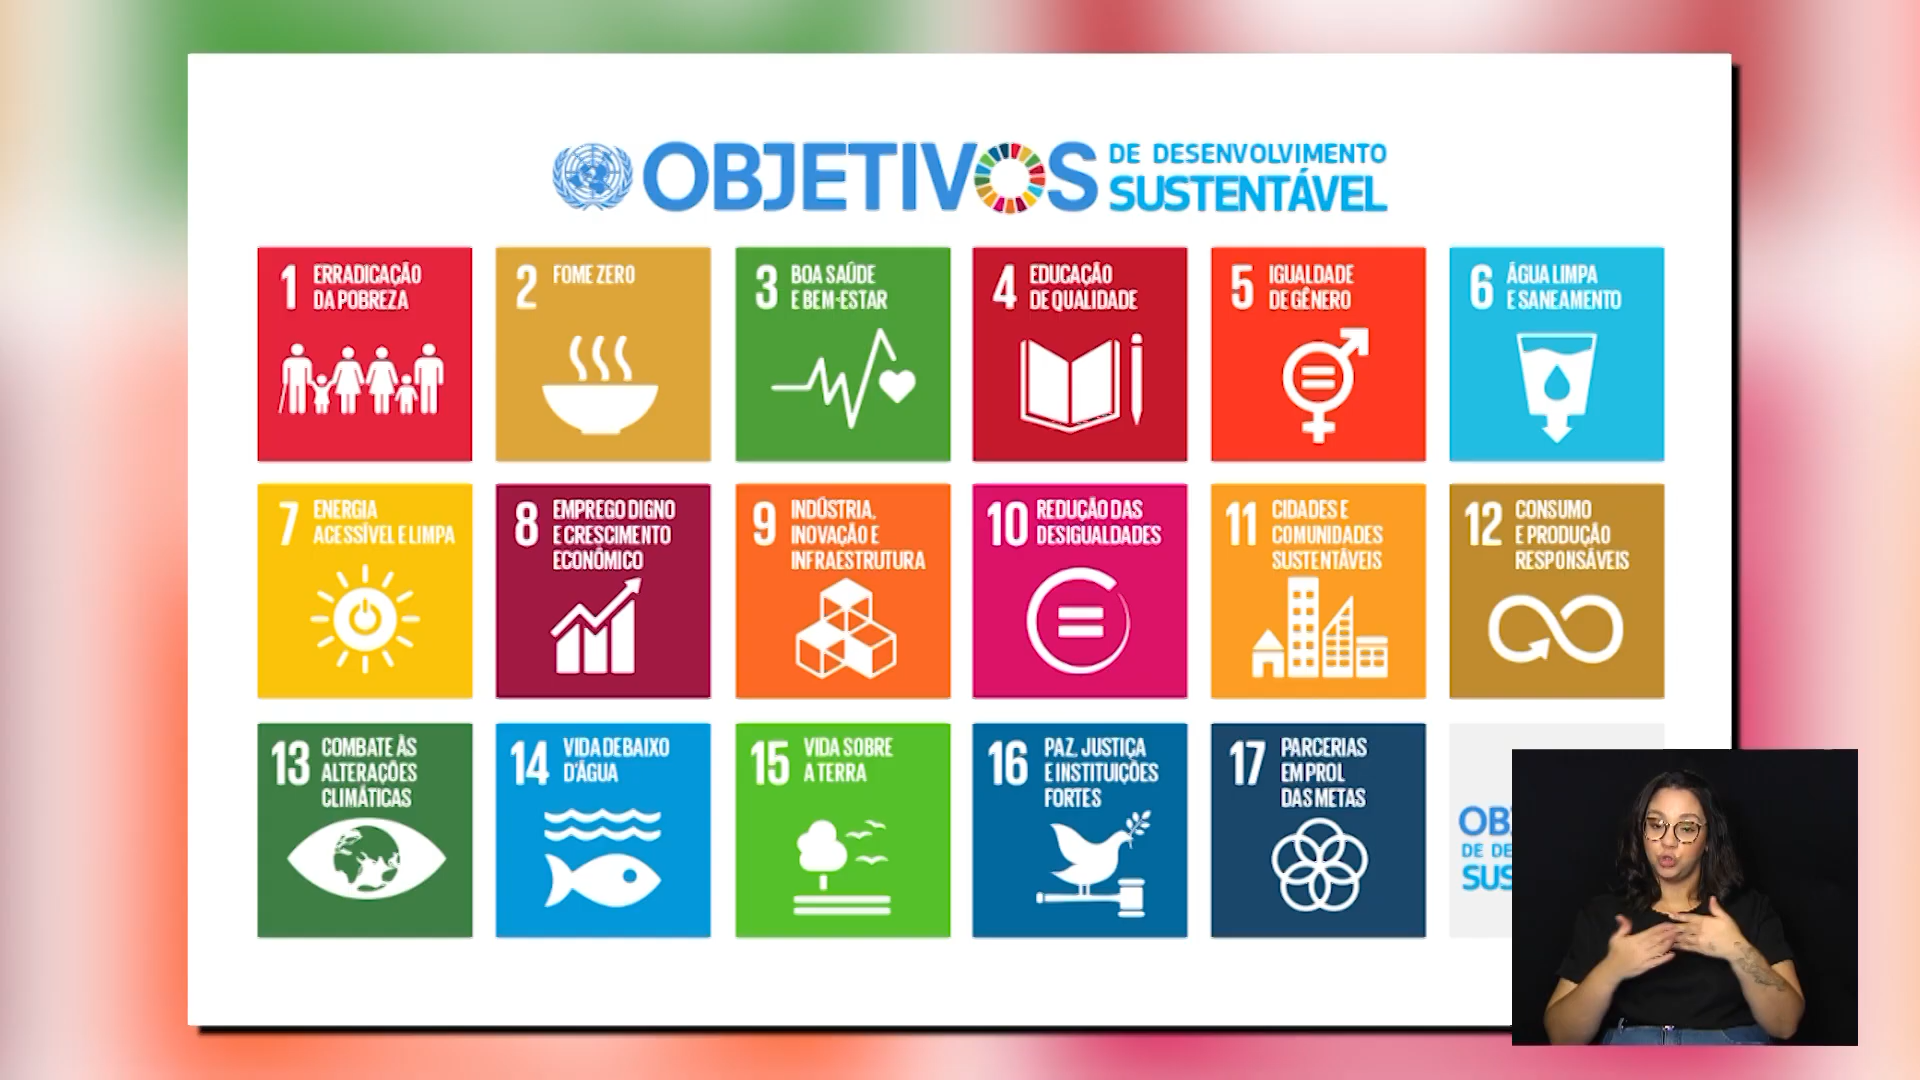 OBJETIVOS
DE DESENVOLVIMENTO
SUSTENTÁVEL
1 ERRADICAÇÃO
DA POBREZA
2 FOME ZERO
3 BOA SAÚDE
E BEM-ESTAR
4 EDUCAÇÃO
DE QUALIDADE
5 IGUALDADE
DE GÊNERO
6 ÁGUA LIMPA
E SANEAMENTO
7 ENERGIA
ACESSÍVEL E LIMPA
8 EMPREGO DIGNO
E CRESCIMENTO
ECONÔMICO
9 INDÚSTRIA,
INOVAÇÃO E
INFRAESTRUTURA
10 REDUÇÃO DAS
DESIGUALDADES
11 CIDADES E
COMUNIDADES
SUSTENTÁVEIS
12 CONSUMO
E PRODUÇÃO
RESPONSÁVEIS
13 COMBATE ÀS
ALTERAÇÕES
CLIMÁTICAS
14 VIDA DEBAIXO
D'ÁGUA
15 VIDA SOBRE
A TERRA
16 PAZ, JUSTIÇA
E INSTITUIÇÕES
FORTES
17 PARCERIAS
EM PROL
DAS METAS
OB
DE DE
SUS